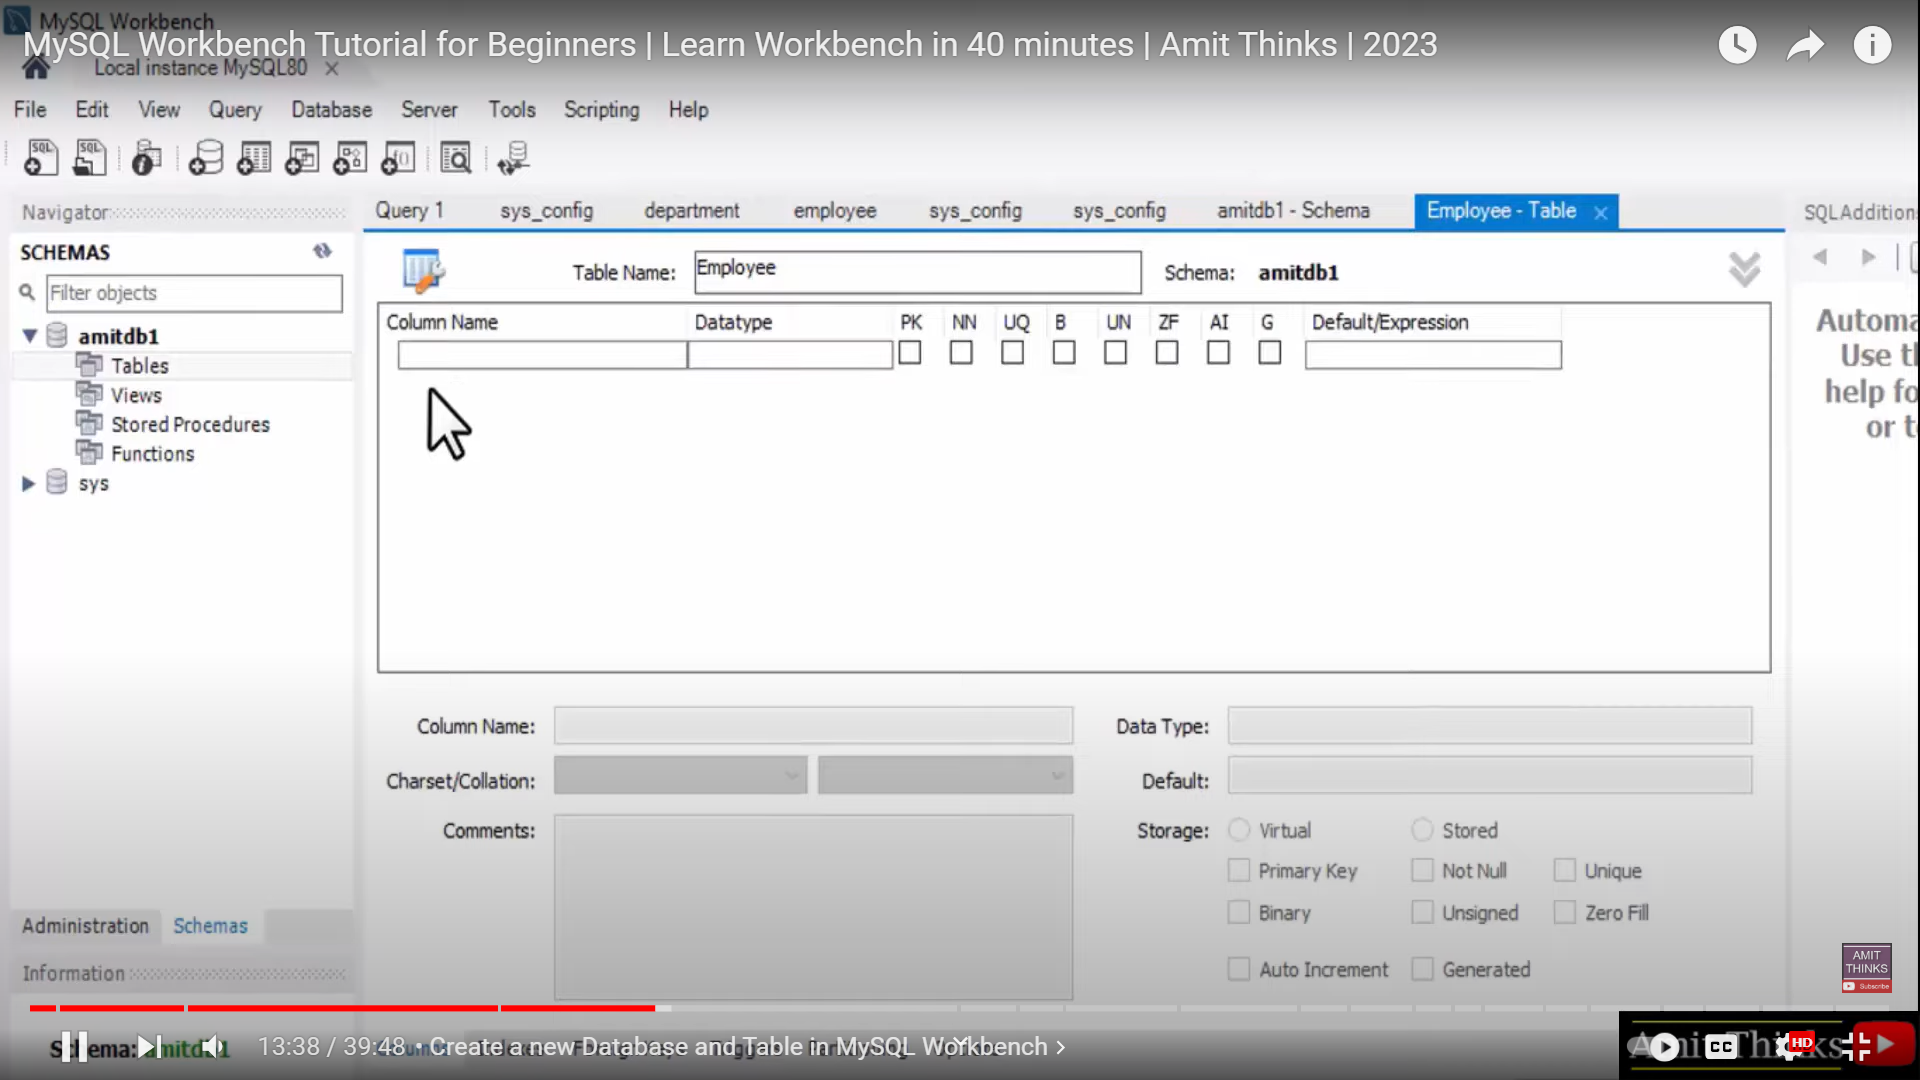 MySQL Workbench
MySQL Workbench Tutorial for Beginners | Learn Workbench in 40 minutes | Amit Thinks | 2023
Local instance MySQL80
File Edit View Query Database Server Tools Scripting Help
SQL SQL
Navigator
Query 1 sys_config department employee sys_config sys_config amitdb1 - Schema Employee - Table
SQLAddition
SCHEMAS
Table Name: Employee Schema: amitdb1
Filter objects
Column Name Datatype PK NN UQ B UN ZF AI G Default/Expression
Automa
Use th
help fo
or t
amitdb1
Tables
Views
Stored Procedures
Functions
sys
Column Name: Data Type:
Charset/Collation: Default:
Comments: Storage: Virtual Stored
Primary Key Not Null Unique
Binary Unsigned Zero Fill
Auto Increment Generated
Administration Schemas
Information
AMIT
THINKS
Subscribe
Schema: amitdb1
13:38 / 39:48 • Create a new Database and Table in MySQL Workbench
Amit Thinks
CC HD